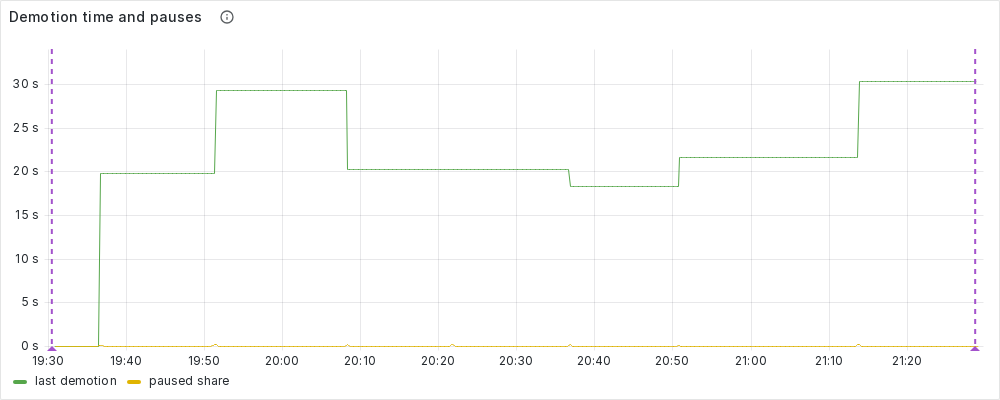 Demotion time and pauses
30 s
25 s
20 s
15 s
10 s
5 s
0 s
19:30 19:40 19:50 20:00 20:10 20:20 20:30 20:40 20:50 21:00 21:10 21:20
last demotion paused share